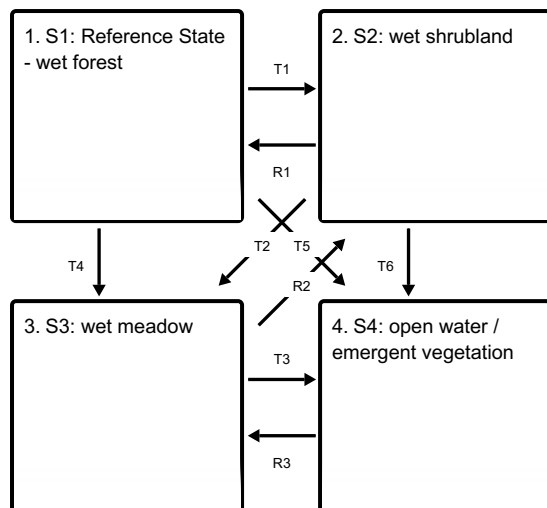 1. S1: Reference State
- wet forest
2. S2: wet shrubland
T1
R1
T2
T5
T4
T6
R2
3. S3: wet meadow
4. S4: open water /
emergent vegetation
T3
R3